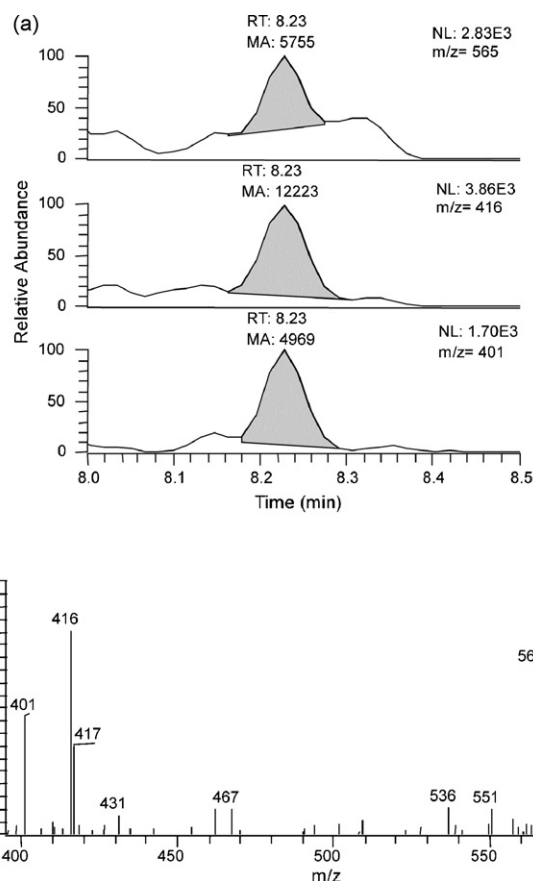 (a)
RT: 8.23
MA: 5755
NL: 2.83E3
m/z= 565
100
50
0
RT: 8.23
MA: 12223
NL: 3.86E3
m/z= 416
100
50
0
Relative Abundance
RT: 8.23
MA: 4969
NL: 1.70E3
m/z= 401
100
50
0
8.0 8.1 8.2 8.3 8.4 8.5
Time (min)
416
56
401
417
431
467
536
551
400 450 500 550
m/z